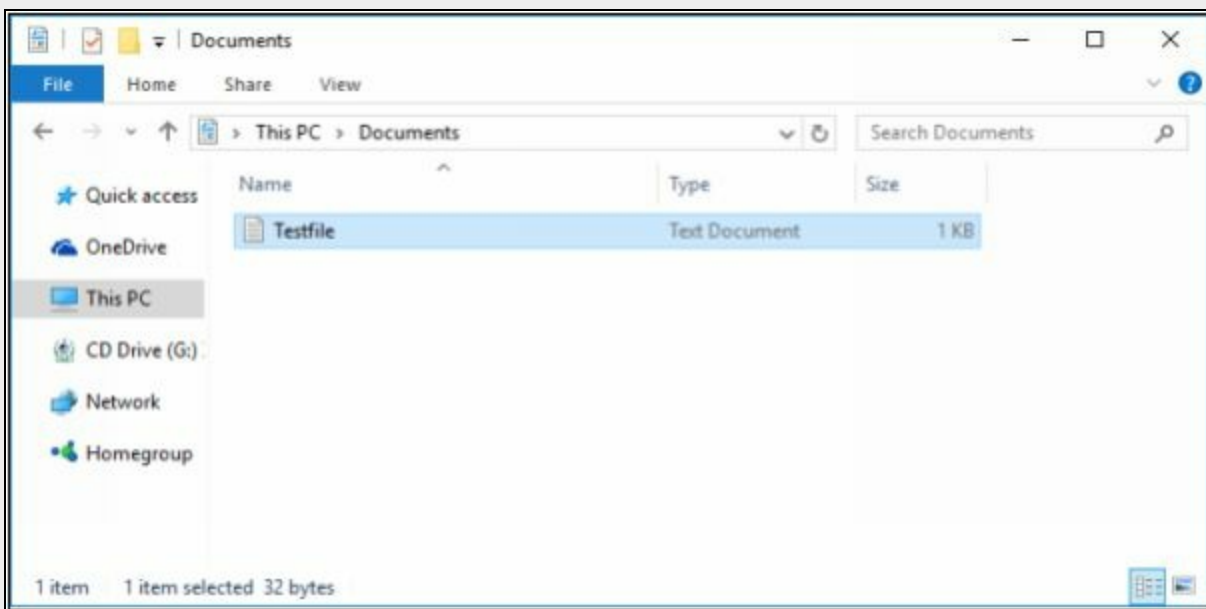 Documents
File Home Share View
This PC > Documents Search Documents
Name Type Size
Quick access
Testfile Text Document 1 KB
OneDrive
This PC
CD Drive (G:)
Network
Homegroup
1 item 1 item selected 32 bytes